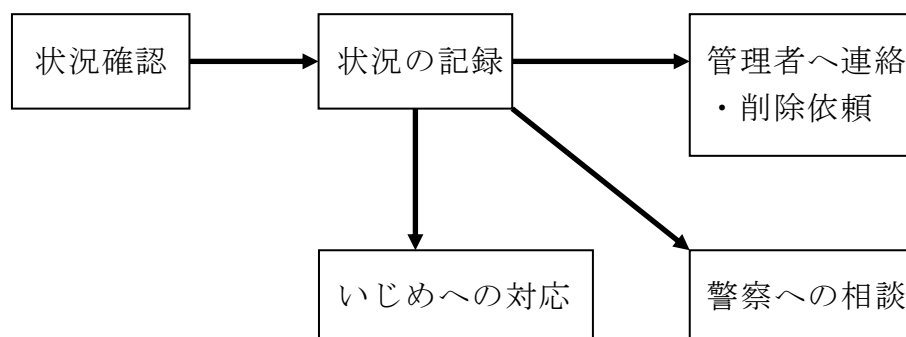 状況確認
状況の記録
管理者へ連絡
・削除依頼
いじめへの対応
警察への相談